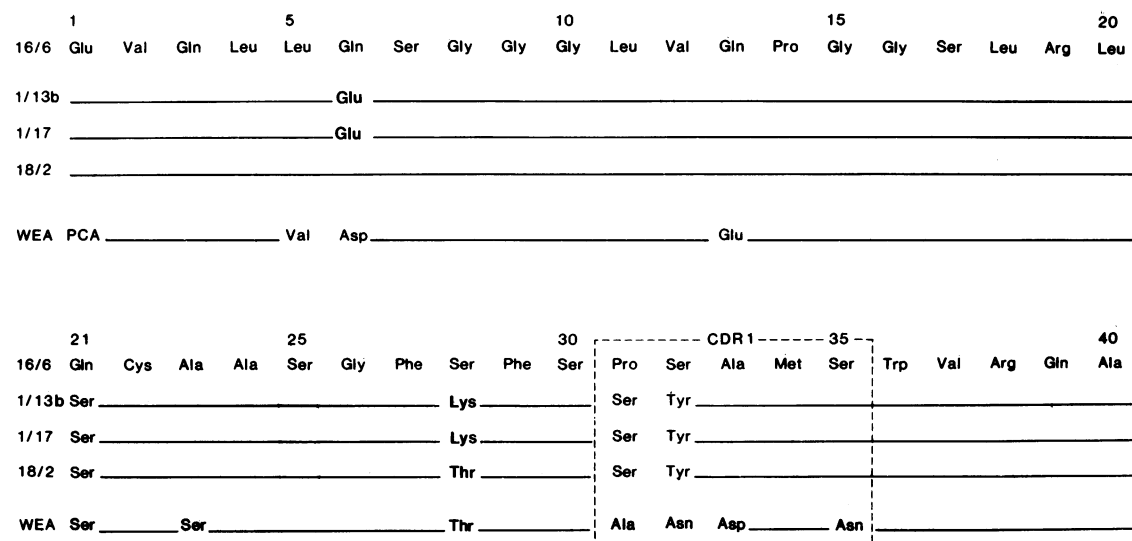 1 5 10 15 20
16/6 Glu Val Gln Leu Leu Gln Ser Gly Gly Gly Leu Val Gln Pro Gly Gly Ser Leu Arg Leu
1/13b Glu
1/17 Glu
18/2
WEA PCA Val Asp Glu
21 25 30 CDR1 35 40
16/6 Gln Cys Ala Ala Ser Gly Phe Ser Phe Ser Pro Ser Ala Met Ser Trp Val Arg Gln Ala
1/13b Ser Lys Ser Tyr
1/17 Ser Lys Ser Tyr
18/2 Ser Thr Ser Tyr
WEA Ser Ser Thr Ala Asn Asp Asn